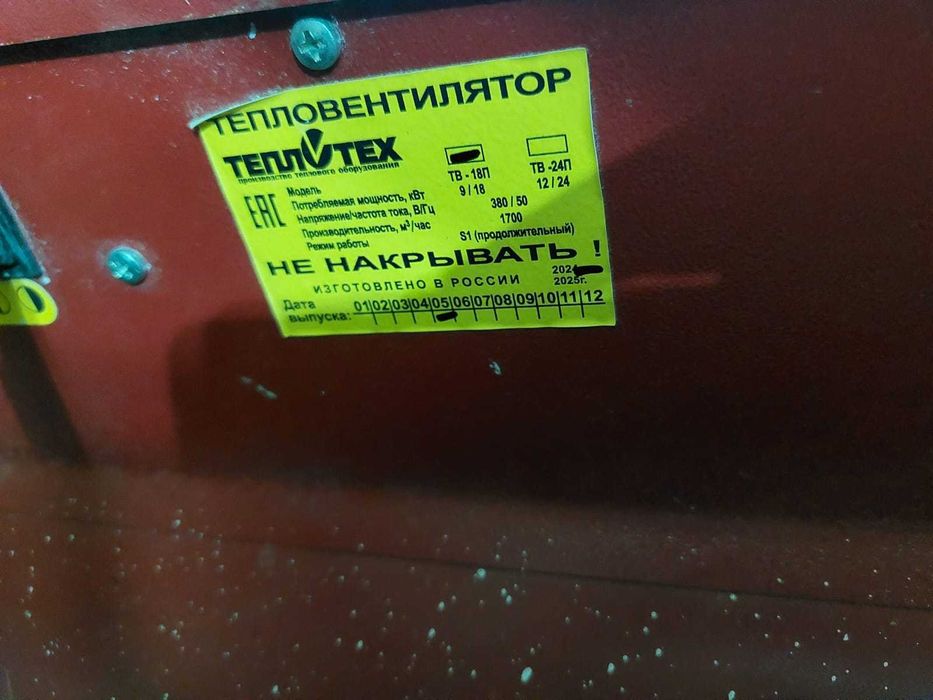 ТЕПЛОВЕНТИЛЯТОР
ТЕПЛОТЕХ
производство теплового оборудования
ЕАС
Модель ТВ-18П ТВ-24П
Потребляемая мощность, кВт 9 / 18 12 / 24
Напряжение/частота тока, В/Гц 380 / 50
Производительность, м³/час 1700
Режим работы S1 (продолжительный)
НЕ НАКРЫВАТЬ !
ИЗГОТОВЛЕНО В РОССИИ
2025г.
Дата выпуска: 01 02 03 04 05 06 07 08 09 10 11 12